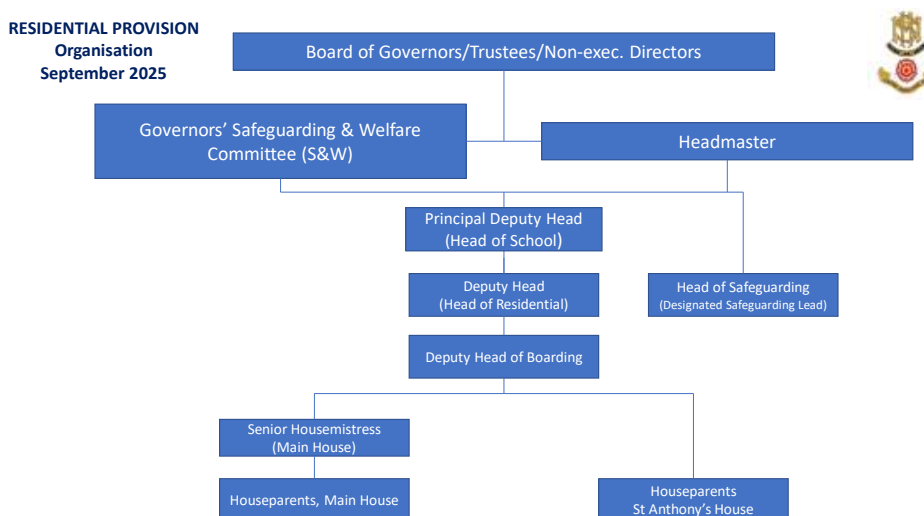 RESIDENTIAL PROVISION
Organisation
September 2025
Board of Governors/Trustees/Non-exec. Directors
Governors' Safeguarding & Welfare
Committee (S&W)
Headmaster
Principal Deputy Head
(Head of School)
Deputy Head
(Head of Residential)
Head of Safeguarding
(Designated Safeguarding Lead)
Deputy Head of Boarding
Senior Housemistress
(Main House)
Houseparents, Main House
Houseparents
St Anthony's House